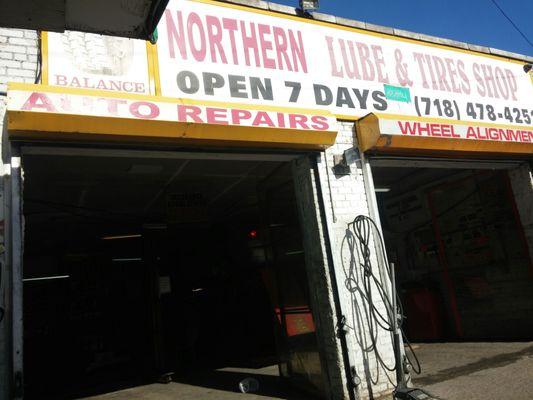 NORTHERN LUBE & TIRES SHOP
BALANCE
OPEN 7 DAYS (718) 478-425
AUTO REPAIRS
WHEEL ALIGNMEN